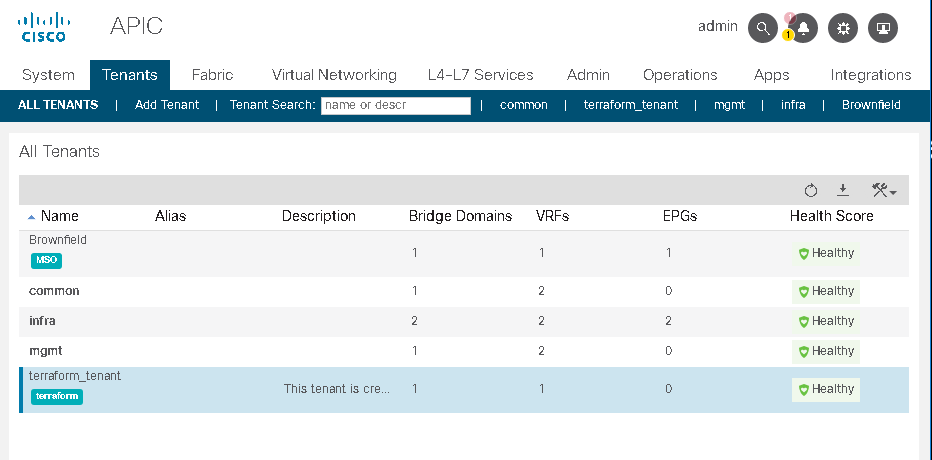 CISCO APIC admin 1 1
System Tenants Fabric Virtual Networking L4-L7 Services Admin Operations Apps Integrations
ALL TENANTS | Add Tenant | Tenant Search: name or descr | common | terraform_tenant | mgmt | infra | Brownfield
All Tenants
Name Alias Description Bridge Domains VRFs EPGs Health Score
Brownfield
MSO 1 1 1 Healthy
common 1 2 0 Healthy
infra 2 2 2 Healthy
mgmt 1 2 0 Healthy
terraform_tenant
terraform This tenant is cre... 1 1 0 Healthy